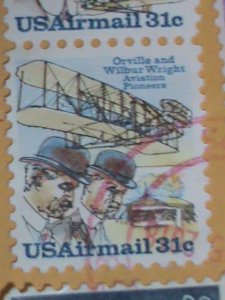 USAirmail 31c
Orville and
Wilbur Wright
Aviation
Pioneers
USAirmail 31c